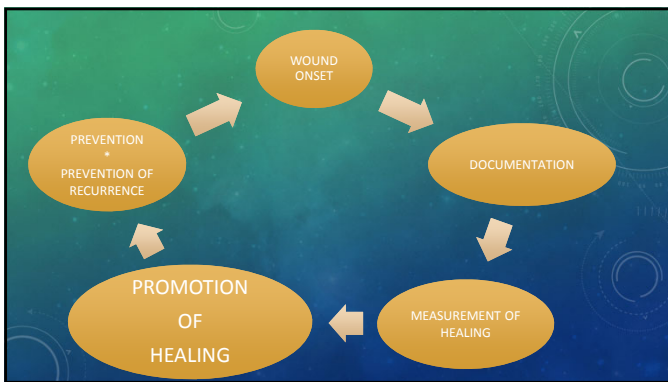 WOUND
ONSET
DOCUMENTATION
MEASUREMENT OF
HEALING
PROMOTION
OF
HEALING
PREVENTION
*
PREVENTION OF
RECURRENCE